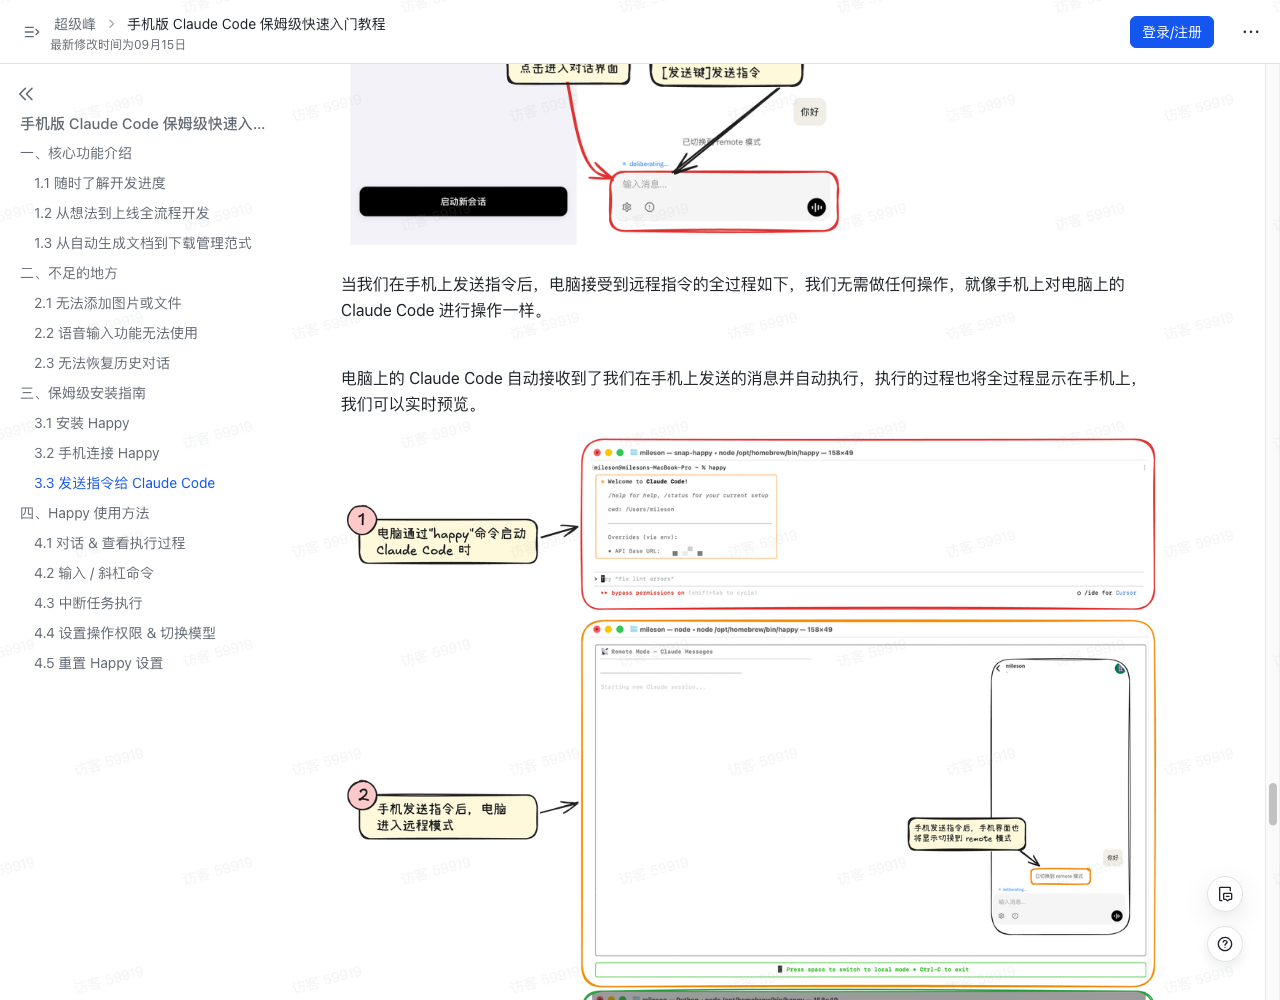 超级峰
手机版 Claude Code 保姆级快速入门教程
最新修改时间为09月15日
登录/注册
手机版 Claude Code 保姆级快速入...
一、核心功能介绍
1.1 随时了解开发进度
1.2 从想法到上线全流程开发
1.3 从自动生成文档到下载管理范式
二、不足的地方
2.1 无法添加图片或文件
2.2 语音输入功能无法使用
2.3 无法恢复历史对话
三、保姆级安装指南
3.1 安装 Happy
3.2 手机连接 Happy
3.3 发送指令给 Claude Code
四、Happy 使用方法
4.1 对话 & 查看执行过程
4.2 输入 / 斜杠命令
4.3 中断任务执行
4.4 设置操作权限 & 切换模型
4.5 重置 Happy 设置
点击进入对话界面
[发送键]发送指令
你好
已切换到 remote 模式
deliberating...
输入消息...
启动新会话
当我们在手机上发送指令后，电脑接受到远程指令的全过程如下，我们无需做任何操作，就像手机上对电脑上的
Claude Code 进行操作一样。
电脑上的 Claude Code 自动接收到了我们在手机上发送的消息并自动执行，执行的过程也将全过程显示在手机上，
我们可以实时预览。
1
电脑通过"happy"命令启动
Claude Code 时
mileson — snap-happy • node /opt/homebrew/bin/happy — 158×49
mileson@milesons-MacBook-Pro ~ % happy
Welcome to Claude Code!
/help for help, /status for your current setup
cwd: /Users/mileson
Overrides (via env):
• API Base URL:
> Try "fix lint errors"
bypass permissions on (shift+tab to cycle)
/ide for Cursor
2
手机发送指令后，电脑
进入远程模式
mileson — node • node /opt/homebrew/bin/happy — 158×49
Remote Mode - Claude Messages
Starting new Claude session...
mileson
手机发送指令后，手机界面也
将显示切换到 remote 模式
你好
已切换到 remote 模式
deliberating...
输入消息...
Press space to switch to local mode • Ctrl-C to exit
mileson — Python • node /opt/homebrew/bin/happy — 158×49
访客 59919